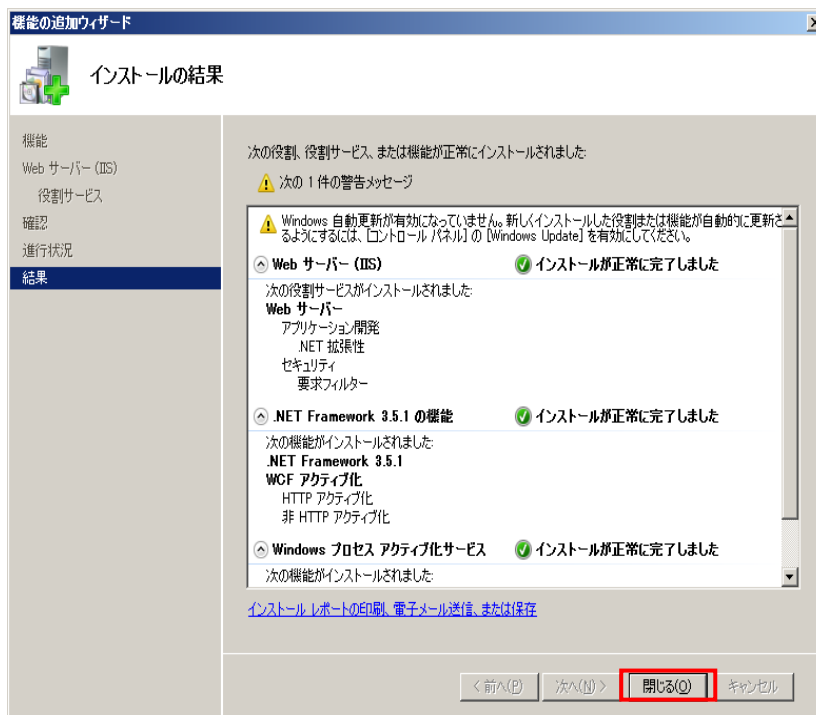 機能の追加ウィザード
インストールの結果
機能
Web サーバー (IIS)
役割サービス
確認
進行状況
結果
次の役割、役割サービス、または機能が正常にインストールされました:
次の 1 件の警告メッセージ
Windows 自動更新が有効になっていません。新しくインストールした役割または機能が自動的に更新さ
るようにするには、[コントロール パネル] の [Windows Update] を有効にしてください。
Web サーバー (IIS) インストールが正常に完了しました
次の役割サービスがインストールされました:
Web サーバー
アプリケーション開発
.NET 拡張性
セキュリティ
要求フィルター
.NET Framework 3.5.1 の機能 インストールが正常に完了しました
次の機能がインストールされました:
.NET Framework 3.5.1
WCF アクティブ化
HTTP アクティブ化
非 HTTP アクティブ化
Windows プロセス アクティブ化サービス インストールが正常に完了しました
次の機能がインストールされました:
インストール レポートの印刷、電子メール送信、または保存
< 前へ(P) 次へ(N) > 閉じる(O) キャンセル